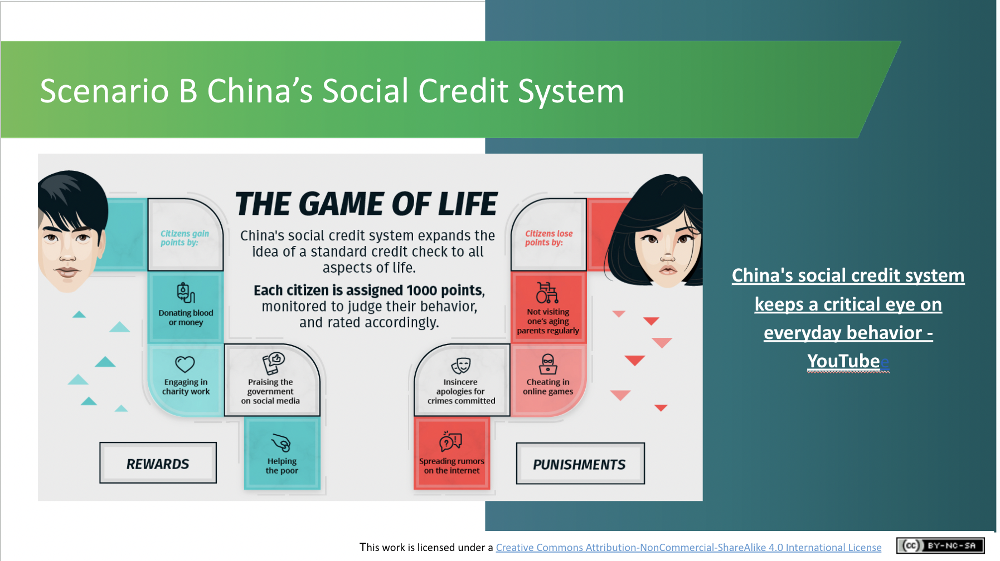 Scenario B China’s Social Credit System
THE GAME OF LIFE
China's social credit system expands the
idea of a standard credit check to all
aspects of life.
Each citizen is assigned 1000 points,
monitored to judge their behavior,
and rated accordingly.
Citizens gain
points by:
Donating blood
or money
Engaging in
charity work
Praising the
government
on social media
Helping
the poor
REWARDS
Citizens lose
points by:
Not visiting
one's aging
parents regularly
Cheating in
online games
Insincere
apologies for
crimes committed
Spreading rumors
on the internet
PUNISHMENTS
China's social credit system
keeps a critical eye on
everyday behavior -
YouTubee
This work is licensed under a Creative Commons Attribution-NonCommercial-ShareAlike 4.0 International License
cc BY-NC-SA